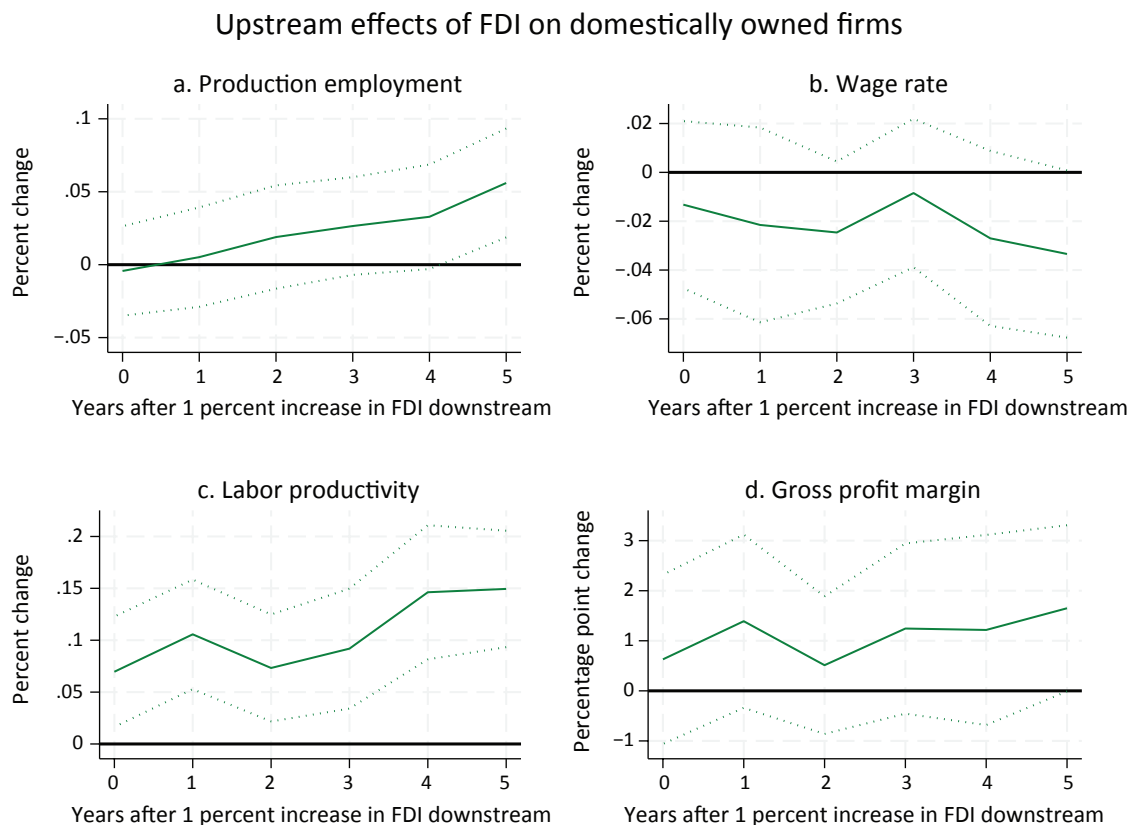 Upstream effects of FDI on domestically owned firms
a. Production employment
Percent change
.1
.05
0
−.05
0 1 2 3 4 5
Years after 1 percent increase in FDI downstream
b. Wage rate
Percent change
.02
0
−.02
−.04
−.06
0 1 2 3 4 5
Years after 1 percent increase in FDI downstream
c. Labor productivity
Percent change
.2
.15
.1
.05
0
0 1 2 3 4 5
Years after 1 percent increase in FDI downstream
d. Gross profit margin
Percentage point change
3
2
1
0
−1
0 1 2 3 4 5
Years after 1 percent increase in FDI downstream